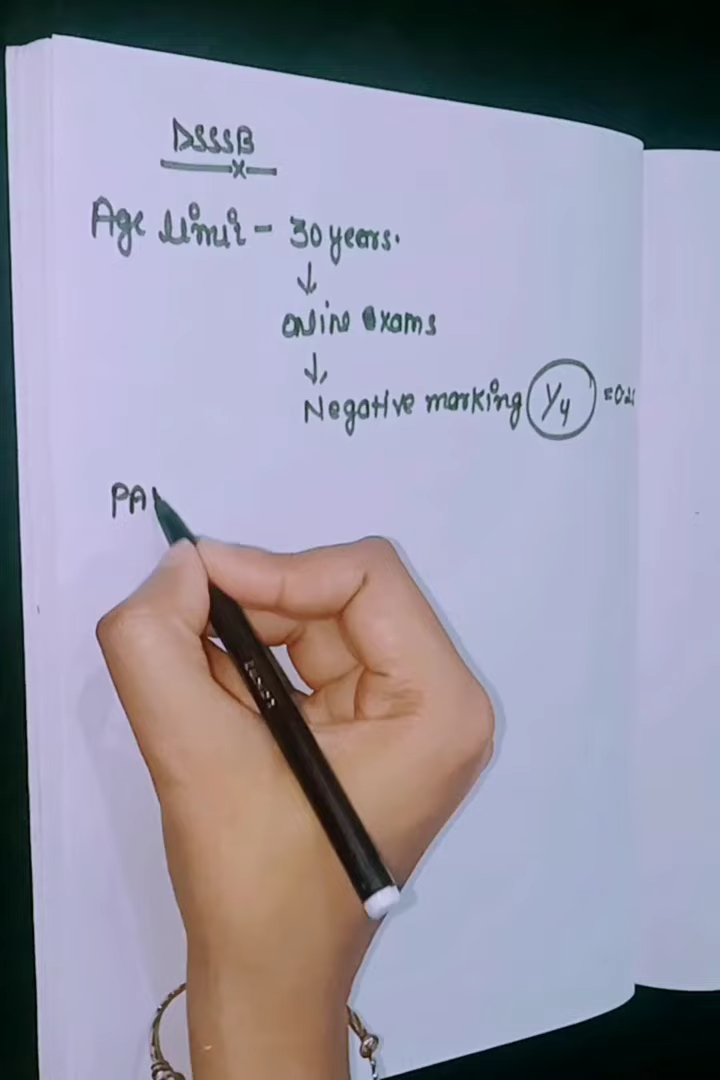 DSSSB
Age limit - 30 years.
↓
online exams
↓
Negative marking 1/4
PA